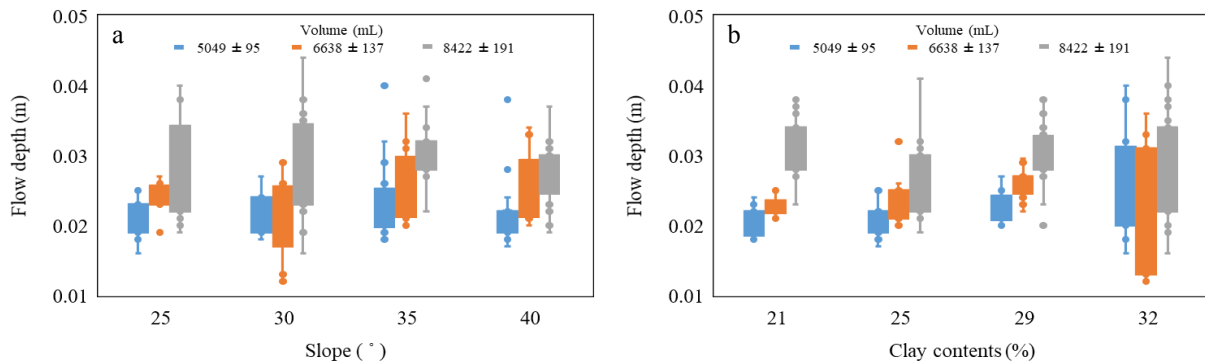 a
Volume (mL)
5049 ± 95 6638 ± 137 8422 ± 191
0.05
0.04
0.03
0.02
0.01
Flow depth (m)
25 30 35 40
Slope ( ° )
b
Volume (mL)
5049 ± 95 6638 ± 137 8422 ± 191
0.05
0.04
0.03
0.02
0.01
Flow depth (m)
21 25 29 32
Clay contents (%)